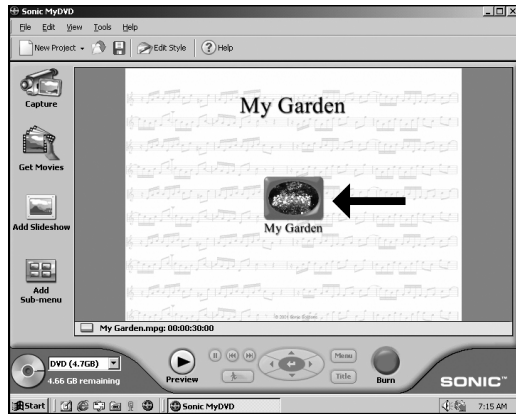 Sonic MyDVD
File Edit View Tools Help
New Project Edit Style Help
Capture
Get Movies
Add Slideshow
Add
Sub-menu
My Garden
My Garden
My Garden.mpg: 00:00:30:00
DVD (4.7GB)
4.66 GB remaining
Preview
Menu
Title
Burn
SONIC™
Start Sonic MyDVD 7:15 AM